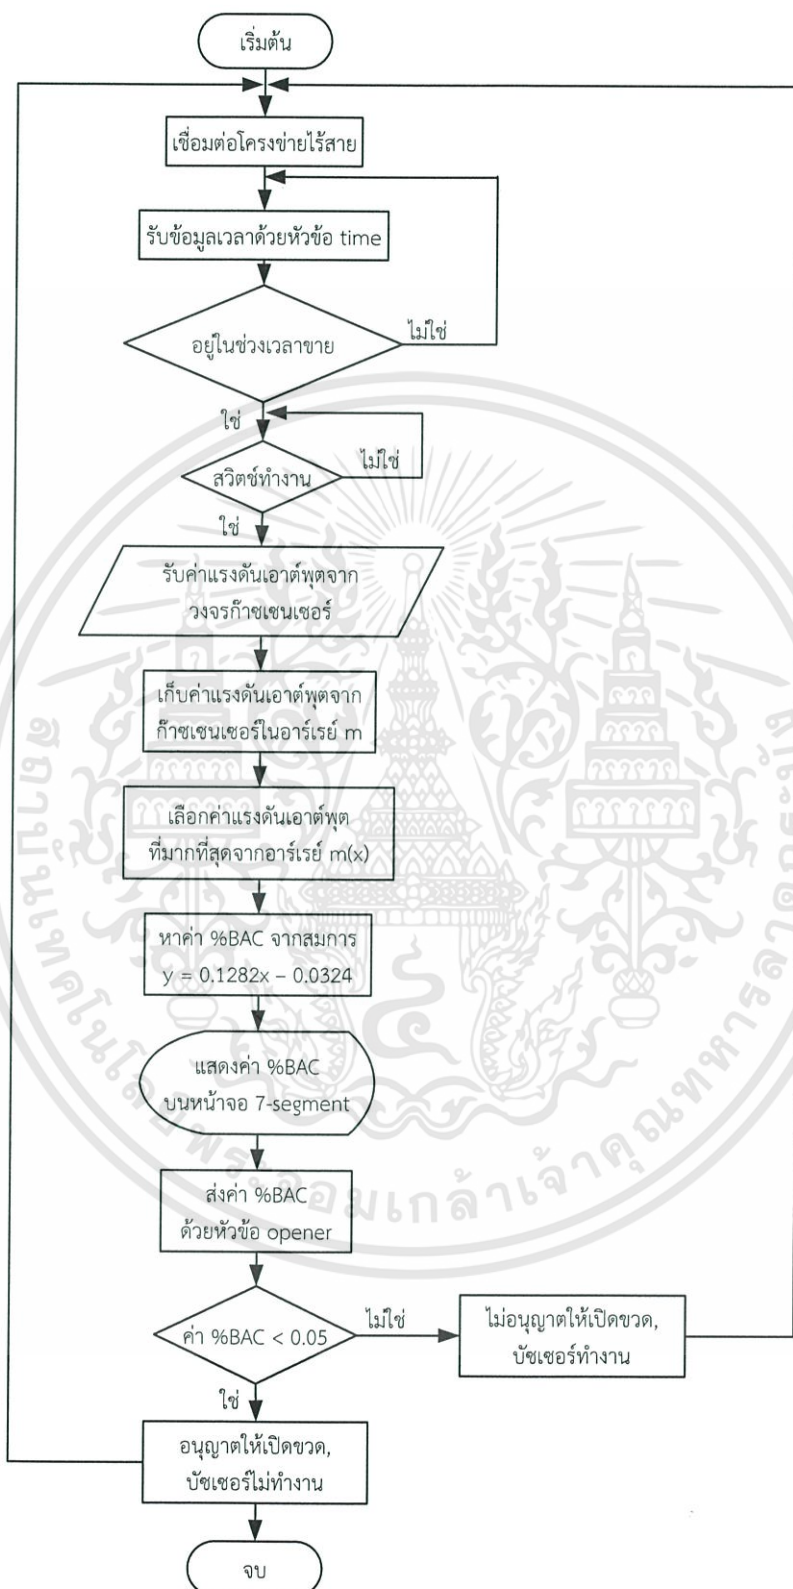 เริ่มต้น
เชื่อมต่อโครงข่ายไร้สาย
รับข้อมูลเวลาด้วยหัวข้อ time
อยู่ในช่วงเวลาขาย
ไม่ใช่
ใช่
สวิตช์ทำงาน
ไม่ใช่
ใช่
รับค่าแรงดันเอาต์พุตจาก
วงจรก๊าซเซนเซอร์
เก็บค่าแรงดันเอาต์พุตจาก
ก๊าซเซนเซอร์ในอาร์เรย์ m
เลือกค่าแรงดันเอาต์พุต
ที่มากที่สุดจากอาร์เรย์ m(x)
หาค่า %BAC จากสมการ
y = 0.1282x – 0.0324
แสดงค่า %BAC
บนหน้าจอ 7-segment
ส่งค่า %BAC
ด้วยหัวข้อ opener
ค่า %BAC < 0.05
ไม่ใช่
ไม่อนุญาตให้เปิดขวด,
บัซเซอร์ทำงาน
ใช่
อนุญาตให้เปิดขวด,
บัซเซอร์ไม่ทำงาน
จบ